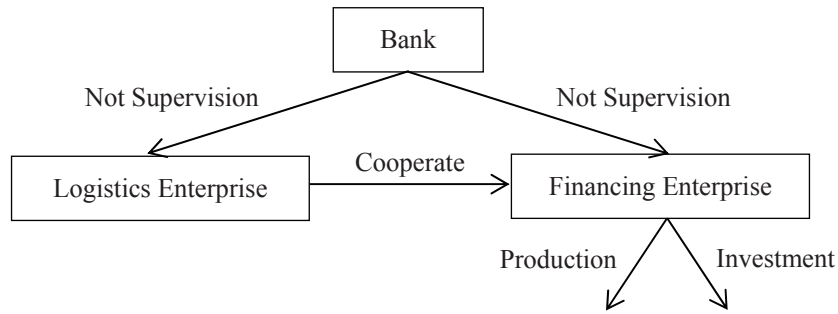 Bank
Not Supervision
Not Supervision
Cooperate
Logistics Enterprise
Financing Enterprise
Production
Investment